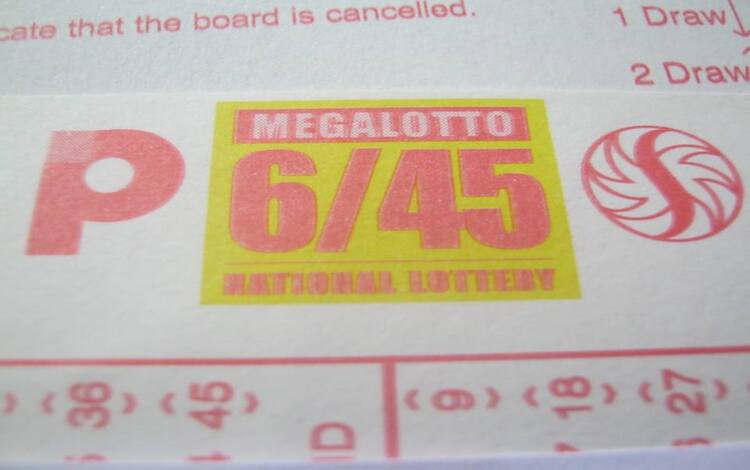 cate that the board is cancelled.
1 Draw
2 Draw
P
MEGALOTTO
6/45
NATIONAL LOTTERY
36
45
9
18
27